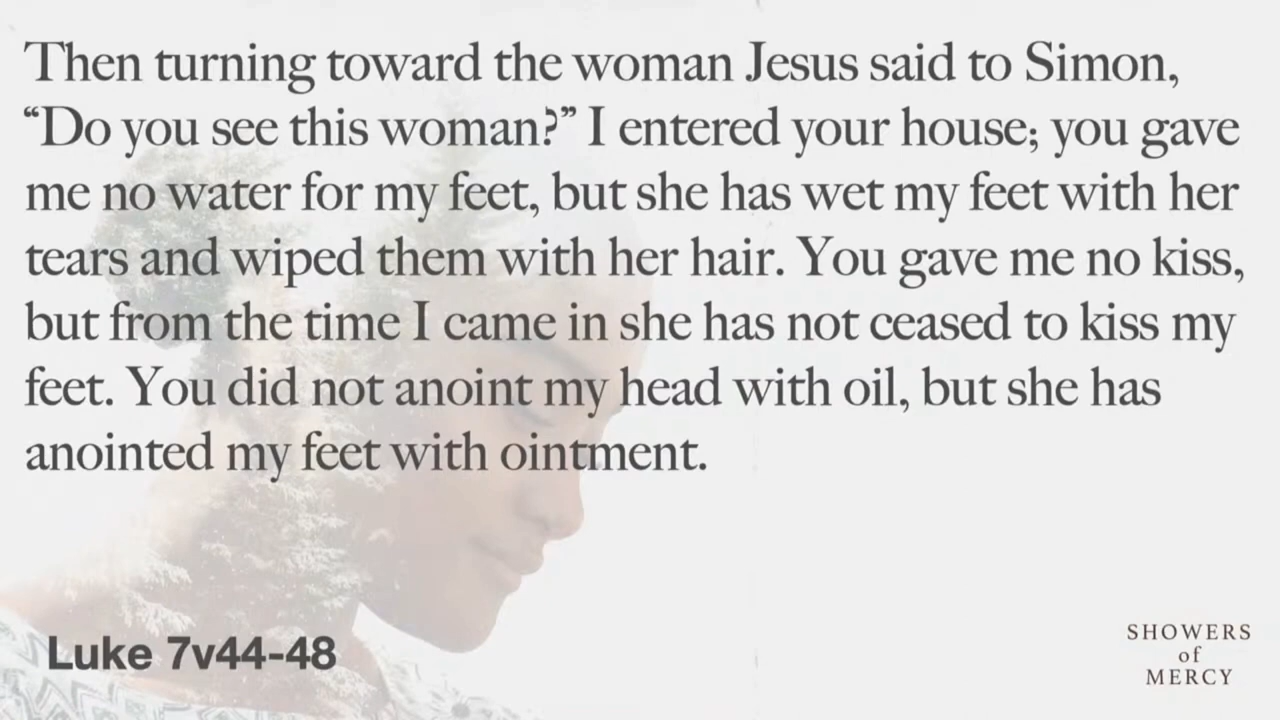 Then turning toward the woman Jesus said to Simon,
“Do you see this woman?” I entered your house; you gave
me no water for my feet, but she has wet my feet with her
tears and wiped them with her hair. You gave me no kiss,
but from the time I came in she has not ceased to kiss my
feet. You did not anoint my head with oil, but she has
anointed my feet with ointment.
Luke 7v44-48
SHOWERS
of
MERCY